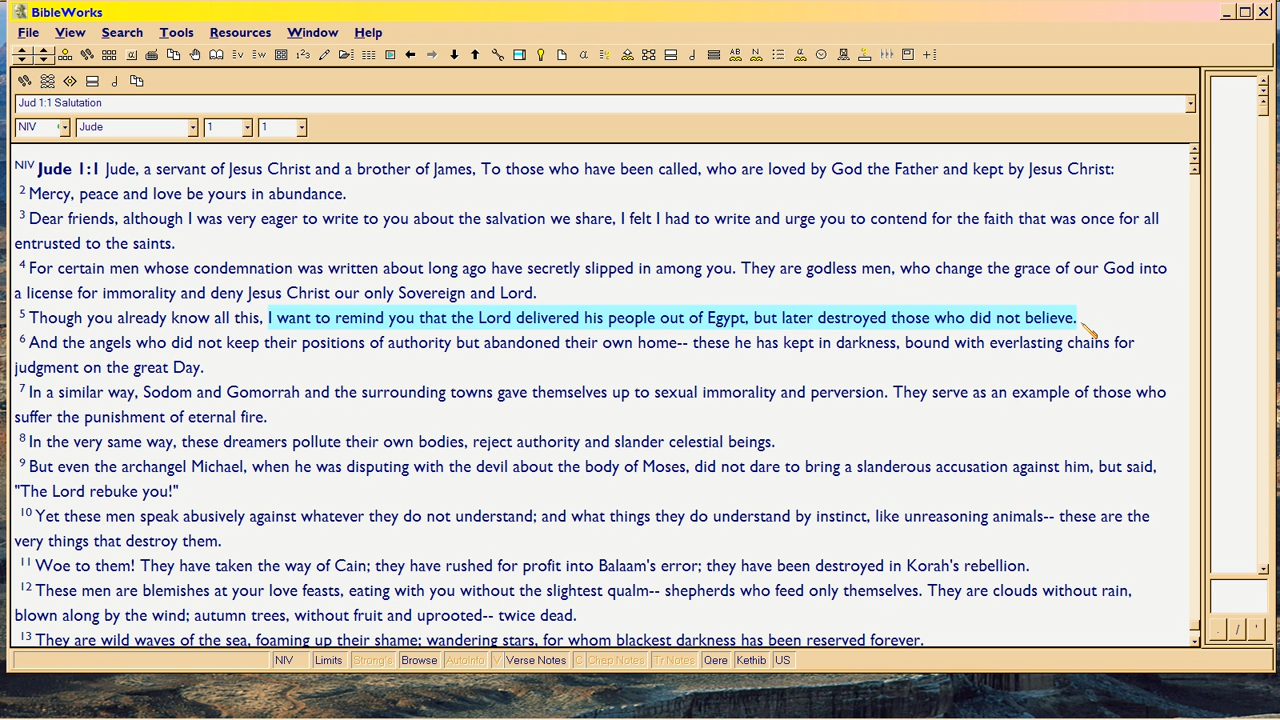 BibleWorks
File View Search Tools Resources Window Help
Jud 1:1 Salutation
NIV Jude 1 1
NIV Jude 1:1 Jude, a servant of Jesus Christ and a brother of James, To those who have been called, who are loved by God the Father and kept by Jesus Christ:
2 Mercy, peace and love be yours in abundance.
3 Dear friends, although I was very eager to write to you about the salvation we share, I felt I had to write and urge you to contend for the faith that was once for all
entrusted to the saints.
4 For certain men whose condemnation was written about long ago have secretly slipped in among you. They are godless men, who change the grace of our God into
a license for immorality and deny Jesus Christ our only Sovereign and Lord.
5 Though you already know all this, I want to remind you that the Lord delivered his people out of Egypt, but later destroyed those who did not believe.
6 And the angels who did not keep their positions of authority but abandoned their own home-- these he has kept in darkness, bound with everlasting chains for
judgment on the great Day.
7 In a similar way, Sodom and Gomorrah and the surrounding towns gave themselves up to sexual immorality and perversion. They serve as an example of those who
suffer the punishment of eternal fire.
8 In the very same way, these dreamers pollute their own bodies, reject authority and slander celestial beings.
9 But even the archangel Michael, when he was disputing with the devil about the body of Moses, did not dare to bring a slanderous accusation against him, but said,
"The Lord rebuke you!"
10 Yet these men speak abusively against whatever they do not understand; and what things they do understand by instinct, like unreasoning animals-- these are the
very things that destroy them.
11 Woe to them! They have taken the way of Cain; they have rushed for profit into Balaam's error; they have been destroyed in Korah's rebellion.
12 These men are blemishes at your love feasts, eating with you without the slightest qualm-- shepherds who feed only themselves. They are clouds without rain,
blown along by the wind; autumn trees, without fruit and uprooted-- twice dead.
13 They are wild waves of the sea, foaming up their shame; wandering stars, for whom blackest darkness has been reserved forever.
. / '
NIV Limits Strong's Browse AutoInfo V Verse Notes C Chap Notes Tr Notes Qere Kethib US